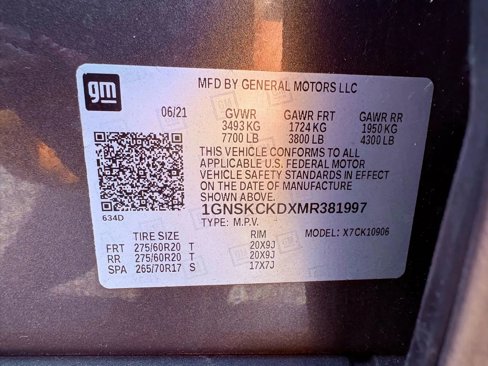 gm
MFD BY GENERAL MOTORS LLC
06/21 GVWR GAWR FRT GAWR RR
3493 KG 1724 KG 1950 KG
7700 LB 3800 LB 4300 LB
THIS VEHICLE CONFORMS TO ALL
APPLICABLE U.S. FEDERAL MOTOR
VEHICLE SAFETY STANDARDS IN EFFECT
ON THE DATE OF MANUFACTURE
SHOWN ABOVE.
634D 1GNSKCKDXMR381997
TYPE: M.P.V. MODEL: X7CK10906
TIRE SIZE RIM
FRT 275/60R20 T 20X9J
RR 275/60R20 T 20X9J
SPA 265/70R17 S 17X7J